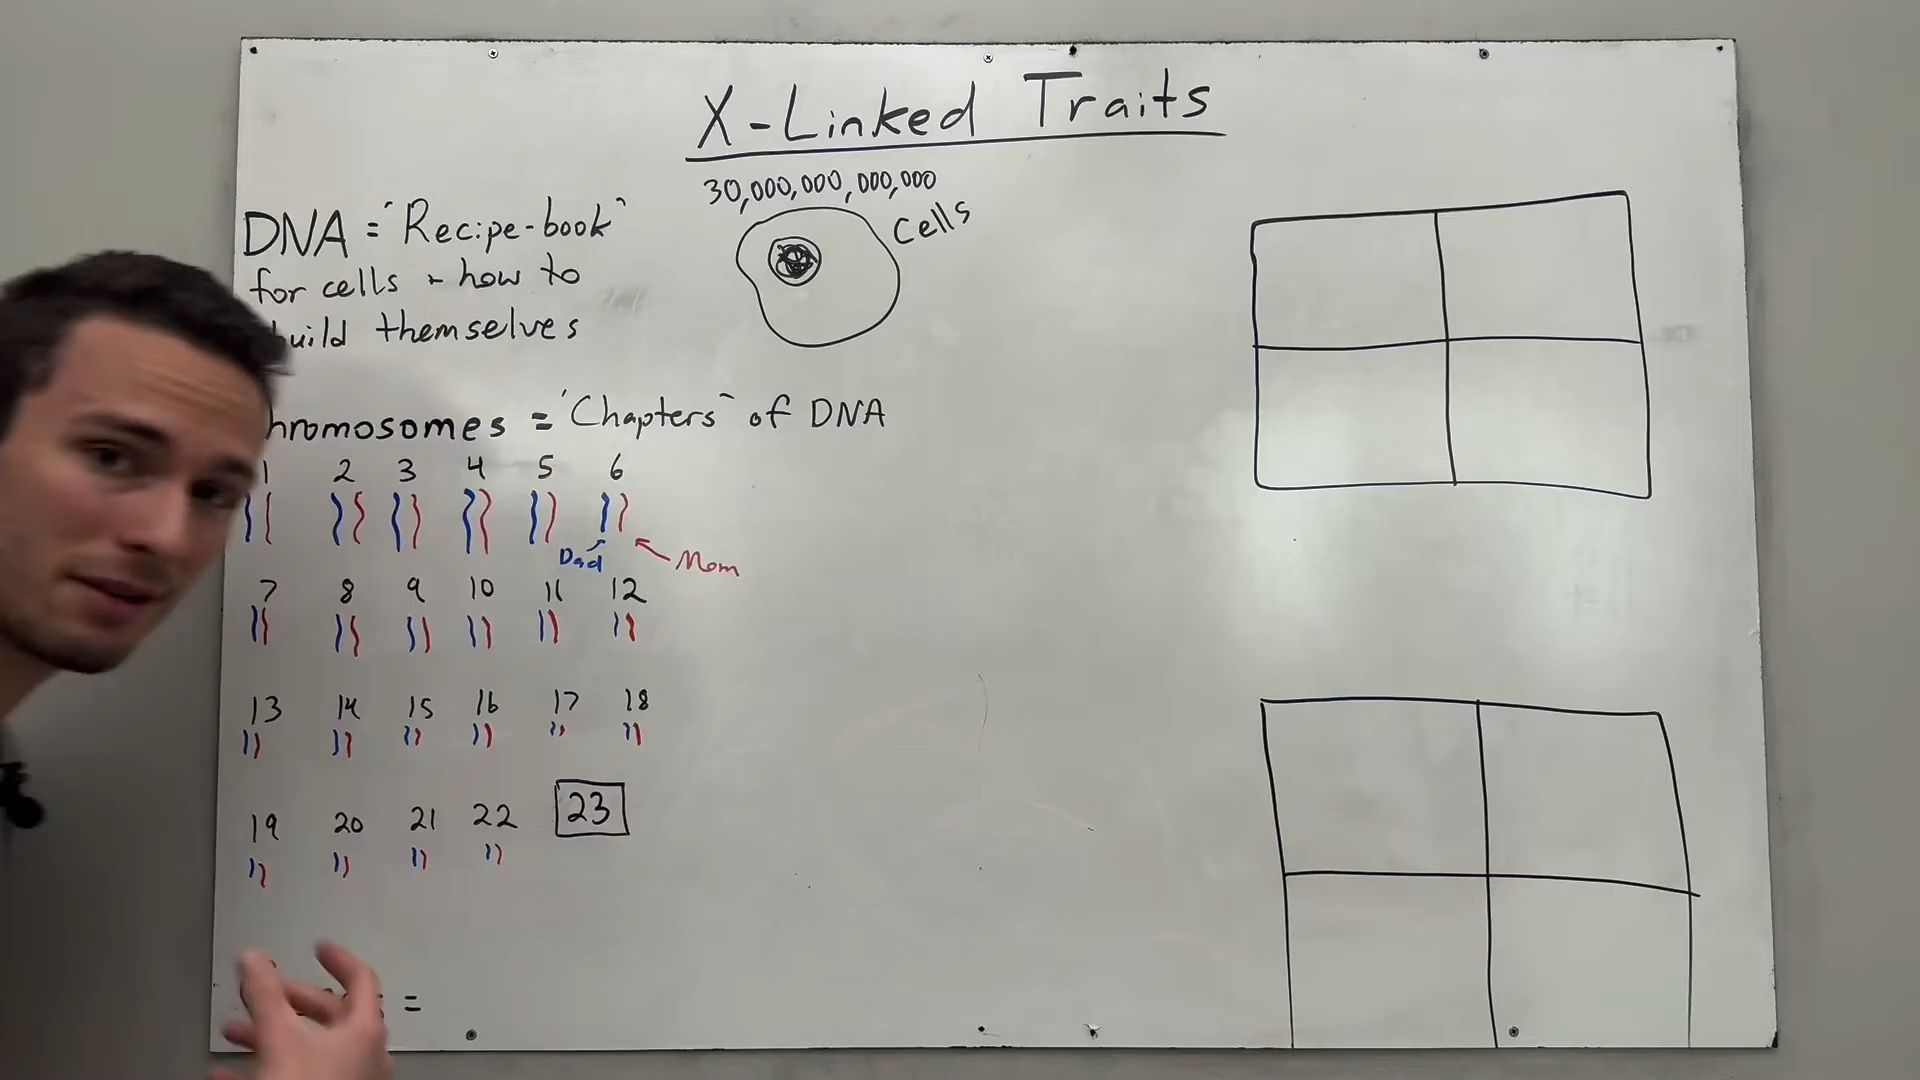 X-Linked Traits
30,000,000,000,000
Cells
DNA = "Recipe-book"
for cells + how to
build themselves
hromosomes = "Chapters" of DNA
1 2 3 4 5 6
Dad Mom
7 8 9 10 11 12
13 14 15 16 17 18
19 20 21 22 23
=